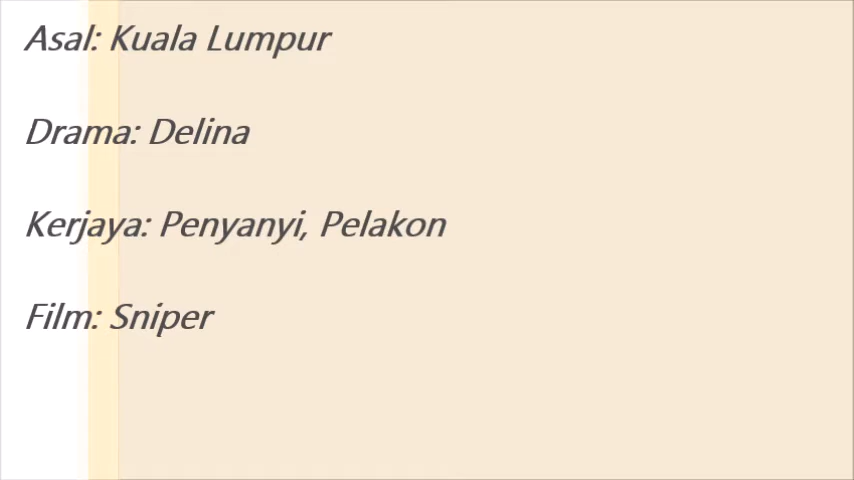 Asal: Kuala Lumpur
Drama: Delina
Kerjaya: Penyanyi, Pelakon
Film: Sniper